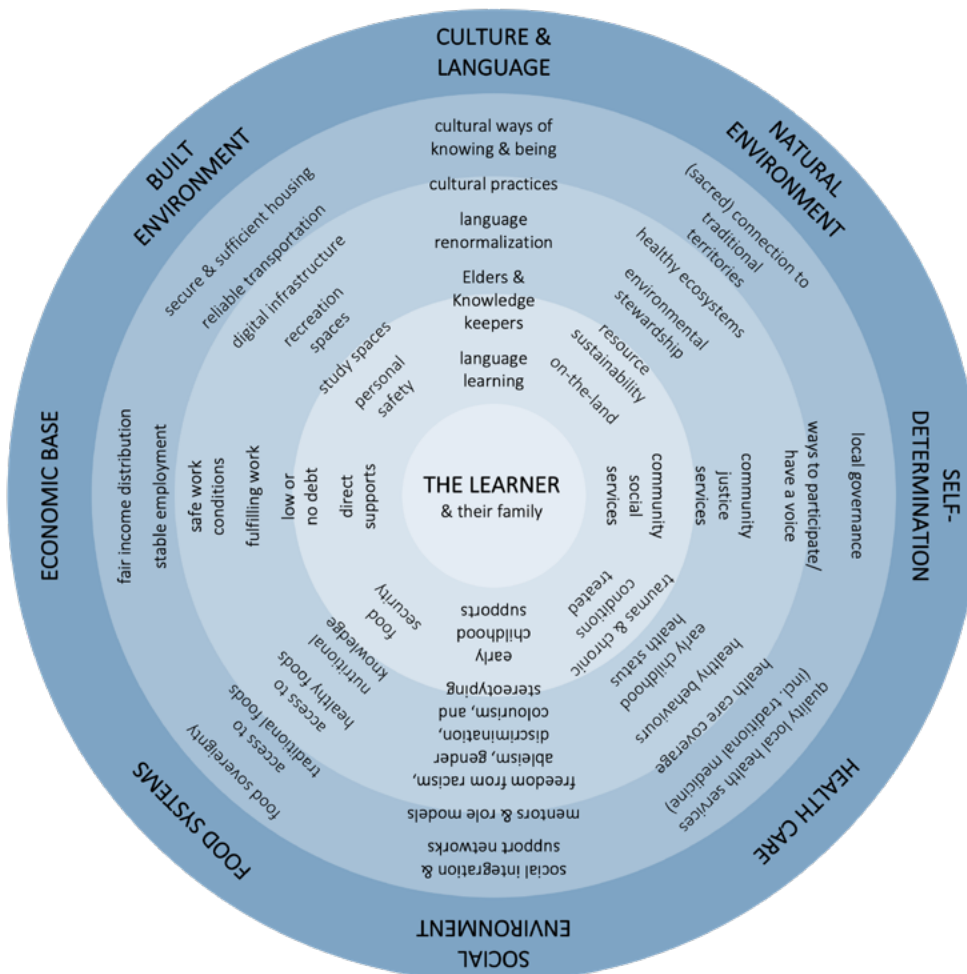 CULTURE &
LANGUAGE
cultural ways of
knowing & being
cultural practices
language
renormalization
Elders &
Knowledge
keepers
language
learning
NATURAL
ENVIRONMENT
(sacred) connection to
traditional
territories
healthy ecosystems
environmental
stewardship
resource
sustainability
on-the-land
SELF-
DETERMINATION
local governance
ways to participate/
have a voice
community
justice
services
community
social
services
HEALTH CARE
quality local health services
(incl. traditional medicine)
health care coverage
healthy behaviours
early childhood
health status
traumas & chronic
conditions
treated
SOCIAL
ENVIRONMENT
social integration &
support networks
mentors & role models
freedom from racism,
ableism, gender
discrimination,
colourism, and
stereotyping
early
childhood
supports
FOOD SYSTEMS
food sovereignty
access to
traditional foods
access to
healthy foods
nutritional
knowledge
food
security
ECONOMIC BASE
fair income distribution
stable employment
safe work
conditions
fulfilling work
low or
no debt
direct
supports
BUILT
ENVIRONMENT
secure & sufficient housing
reliable transportation
digital infrastructure
recreation
spaces
study spaces
personal
safety
THE LEARNER
& their family